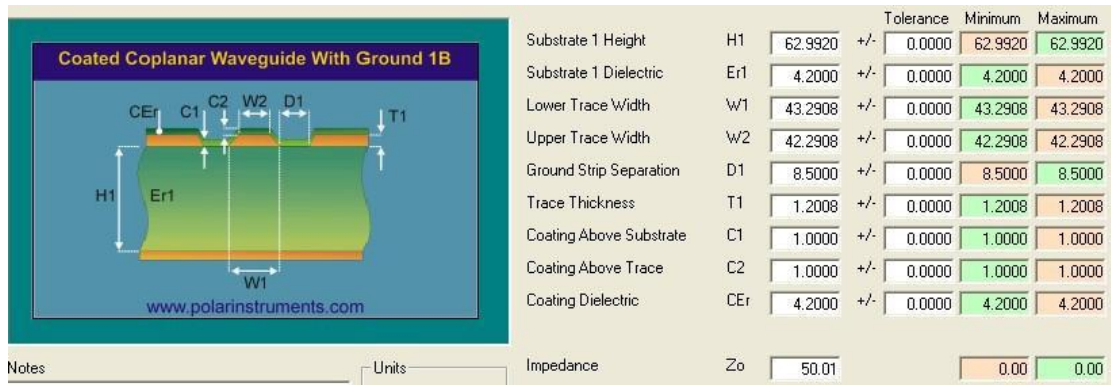 Tolerance Minimum Maximum
Coated Coplanar Waveguide With Ground 1B
CEr C1 C2 W2 D1 T1
H1 Er1
W1
www.polarinstruments.com
Substrate 1 Height H1 62.9920 +/- 0.0000 62.9920 62.9920
Substrate 1 Dielectric Er1 4.2000 +/- 0.0000 4.2000 4.2000
Lower Trace Width W1 43.2908 +/- 0.0000 43.2908 43.2908
Upper Trace Width W2 42.2908 +/- 0.0000 42.2908 42.2908
Ground Strip Separation D1 8.5000 +/- 0.0000 8.5000 8.5000
Trace Thickness T1 1.2008 +/- 0.0000 1.2008 1.2008
Coating Above Substrate C1 1.0000 +/- 0.0000 1.0000 1.0000
Coating Above Trace C2 1.0000 +/- 0.0000 1.0000 1.0000
Coating Dielectric CEr 4.2000 +/- 0.0000 4.2000 4.2000
Notes Units
Impedance Zo 50.01 0.00 0.00